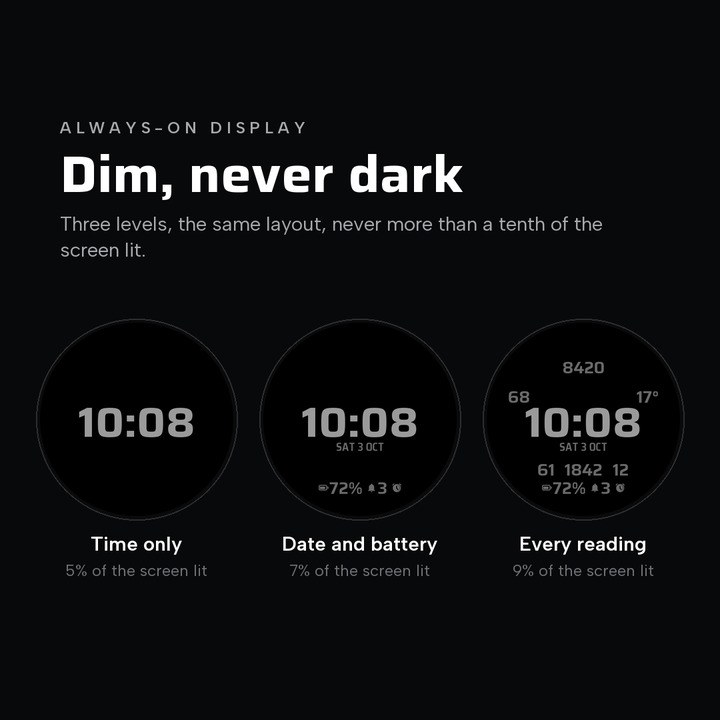 ALWAYS-ON DISPLAY
Dim, never dark
Three levels, the same layout, never more than a tenth of the
screen lit.
10:08
Time only
5% of the screen lit
10:08
SAT 3 OCT
72% 3
Date and battery
7% of the screen lit
8420
68 17°
10:08
SAT 3 OCT
61 1842 12
72% 3
Every reading
9% of the screen lit